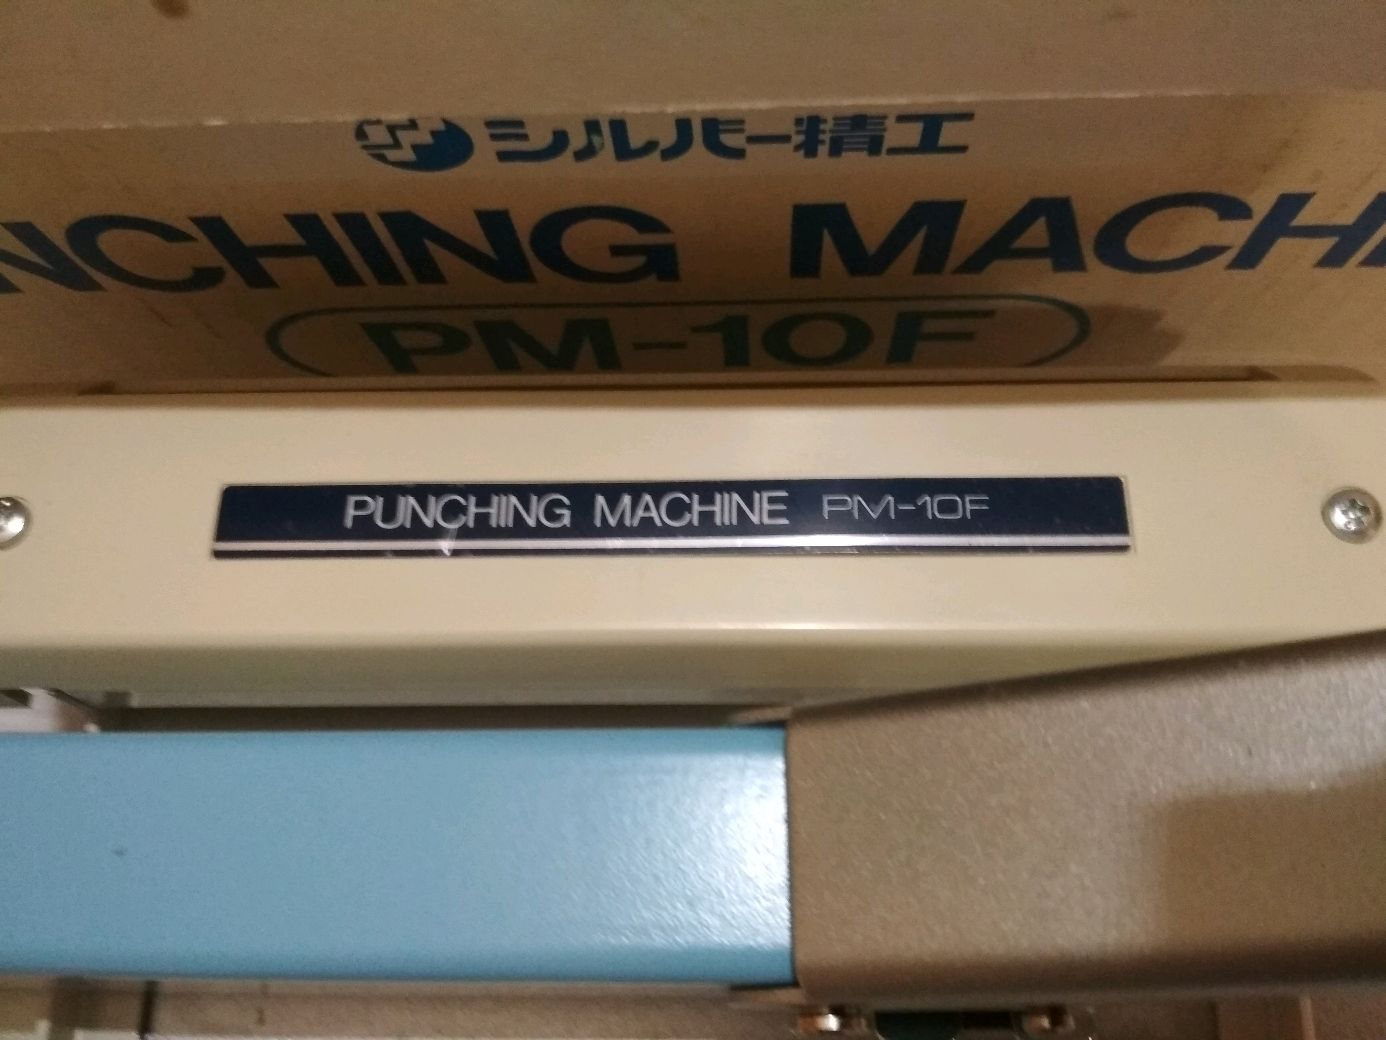 シルバー精工
NCHING MACH
PM-10F
PUNCHING MACHINE PM-10F